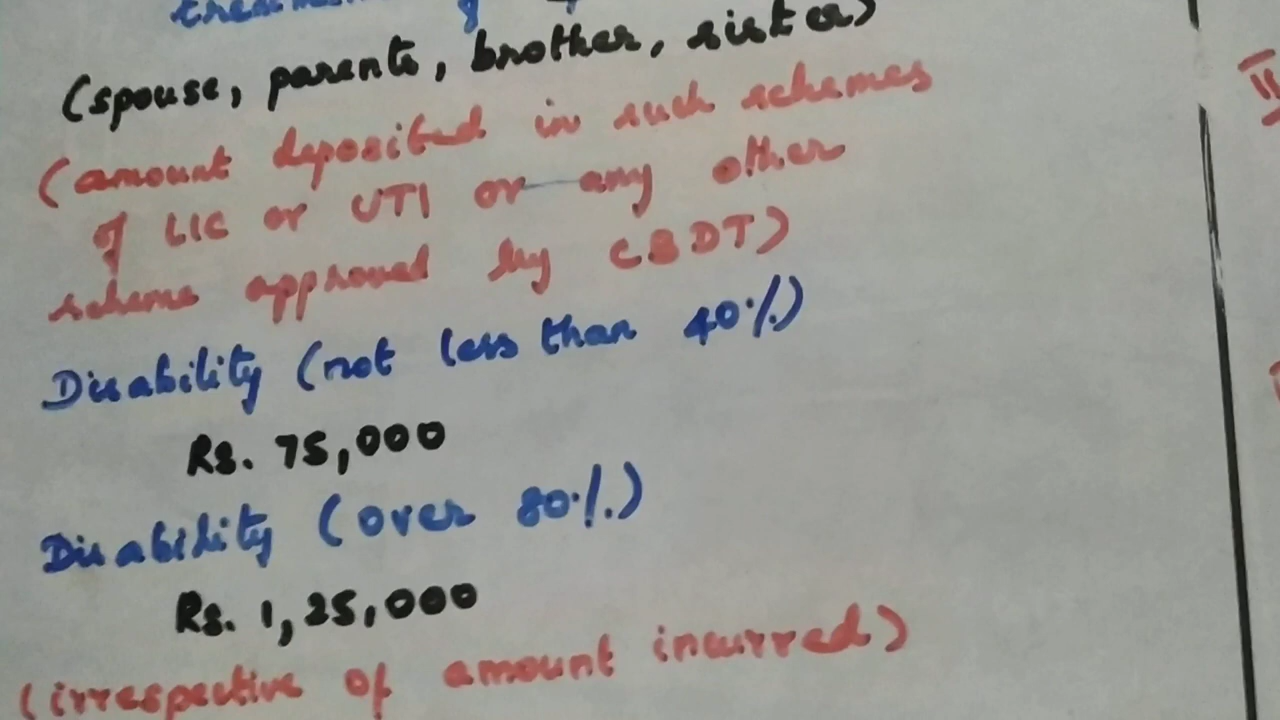 (spouse, parents, brother, sister)
(amount deposited in such schemes
of LIC or UTI or any other
scheme approved by CBDT)
Disability (not less than 40%)
Rs. 75,000
Disability (over 80%)
Rs. 1,25,000
(irrespective of amount incurred)
II